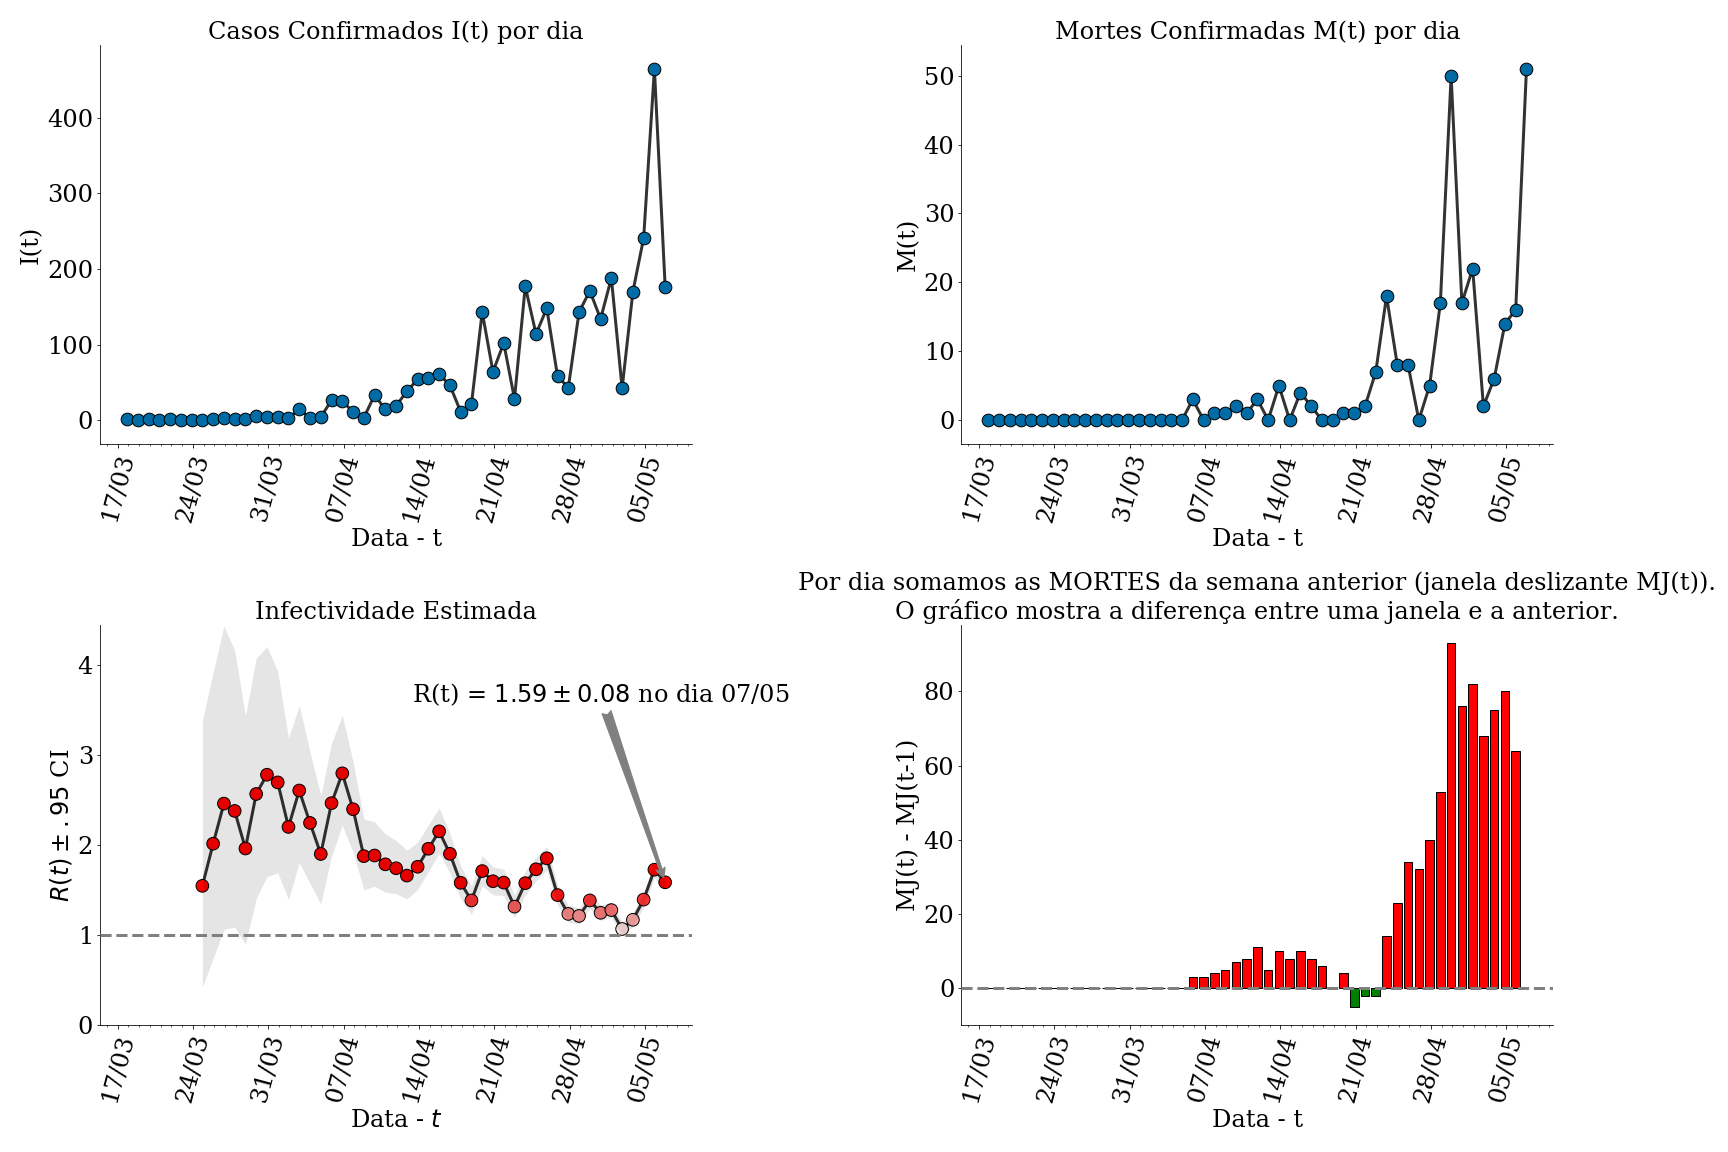 Casos Confirmados I(t) por dia
I(t)
400
300
200
100
0
17/03 24/03 31/03 07/04 14/04 21/04 28/04 05/05
Data - t
Mortes Confirmadas M(t) por dia
M(t)
50
40
30
20
10
0
17/03 24/03 31/03 07/04 14/04 21/04 28/04 05/05
Data - t
Infectividade Estimada
R(t) = 1.59 ± 0.08 no dia 07/05
R(t) ± .95 CI
4
3
2
1
0
17/03 24/03 31/03 07/04 14/04 21/04 28/04 05/05
Data - t
Por dia somamos as MORTES da semana anterior (janela deslizante MJ(t)).
O gráfico mostra a diferença entre uma janela e a anterior.
MJ(t) - MJ(t-1)
80
60
40
20
0
17/03 24/03 31/03 07/04 14/04 21/04 28/04 05/05
Data - t